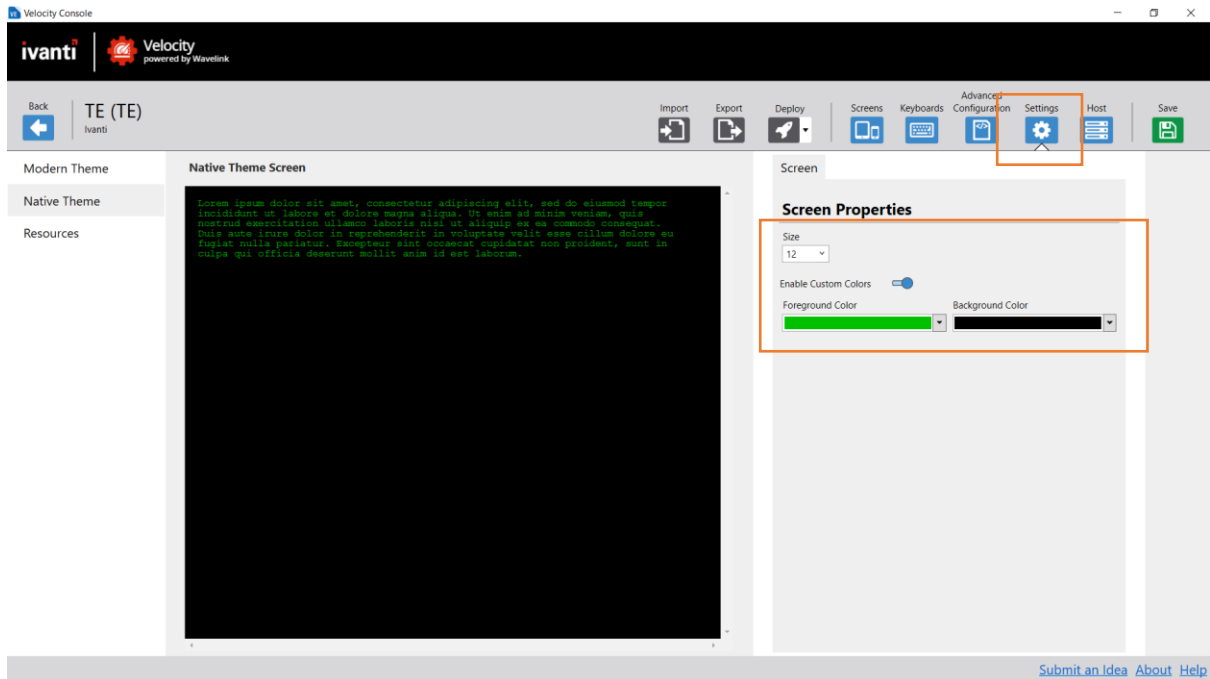 Velocity Console
ivanti
Velocity
powered by Wavelink
Back
TE (TE)
Ivanti
Import
Export
Deploy
Screens
Keyboards
Advanced
Configuration
Settings
Host
Save
Modern Theme
Native Theme
Resources
Native Theme Screen
Lorem ipsum dolor sit amet, consectetur adipiscing elit, sed do eiusmod tempor
incididunt ut labore et dolore magna aliqua. Ut enim ad minim veniam, quis
nostrud exercitation ullamco laboris nisi ut aliquip ex ea commodo consequat.
Duis aute irure dolor in reprehenderit in voluptate velit esse cillum dolore eu
fugiat nulla pariatur. Excepteur sint occaecat cupidatat non proident, sunt in
culpa qui officia deserunt mollit anim id est laborum.
Screen
Screen Properties
Size
12
Enable Custom Colors
Foreground Color
Background Color
Submit an Idea About Help